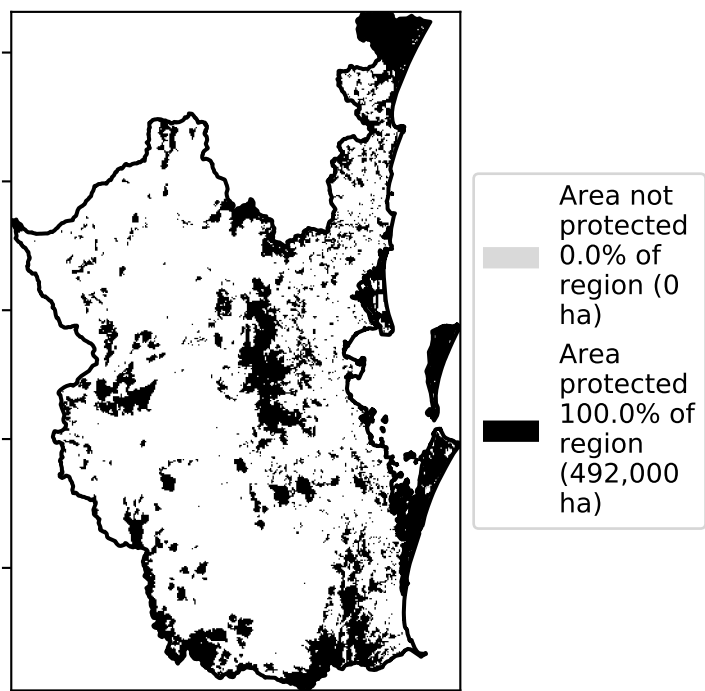 Area not
protected
0.0% of
region (0
ha)
Area
protected
100.0% of
region
(492,000
ha)